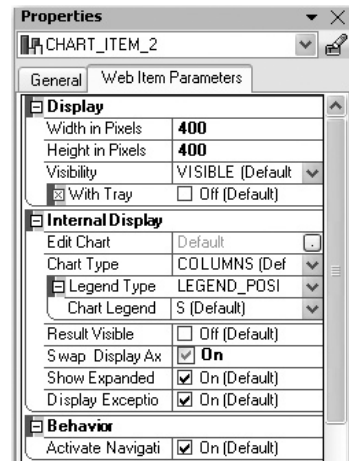 Properties
CHART_ITEM_2
General Web Item Parameters
Display
Width in Pixels 400
Height in Pixels 400
Visibility VISIBLE (Default
With Tray Off (Default)
Internal Display
Edit Chart Default
Chart Type COLUMNS (Def
Legend Type LEGEND_POSI
Chart Legend S (Default)
Result Visible Off (Default)
Swap Display Ax On
Show Expanded On (Default)
Display Exceptio On (Default)
Behavior
Activate Navigati On (Default)